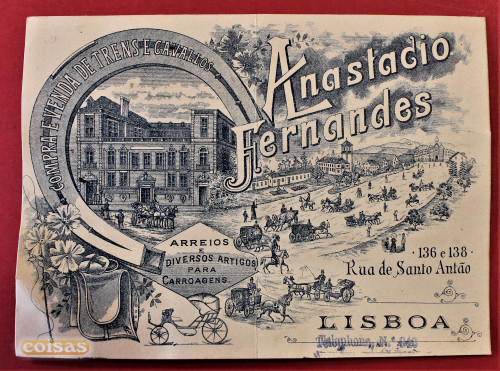 COMPRA E VENDA DE TRENS E CAVALLOS
Anastacio
Fernandes
ARREIOS
E
DIVERSOS ARTIGOS
PARA
CARROAGENS.
136 e 138
Rua de Santo Antão
LISBOA
Telephone, N.º
coisas